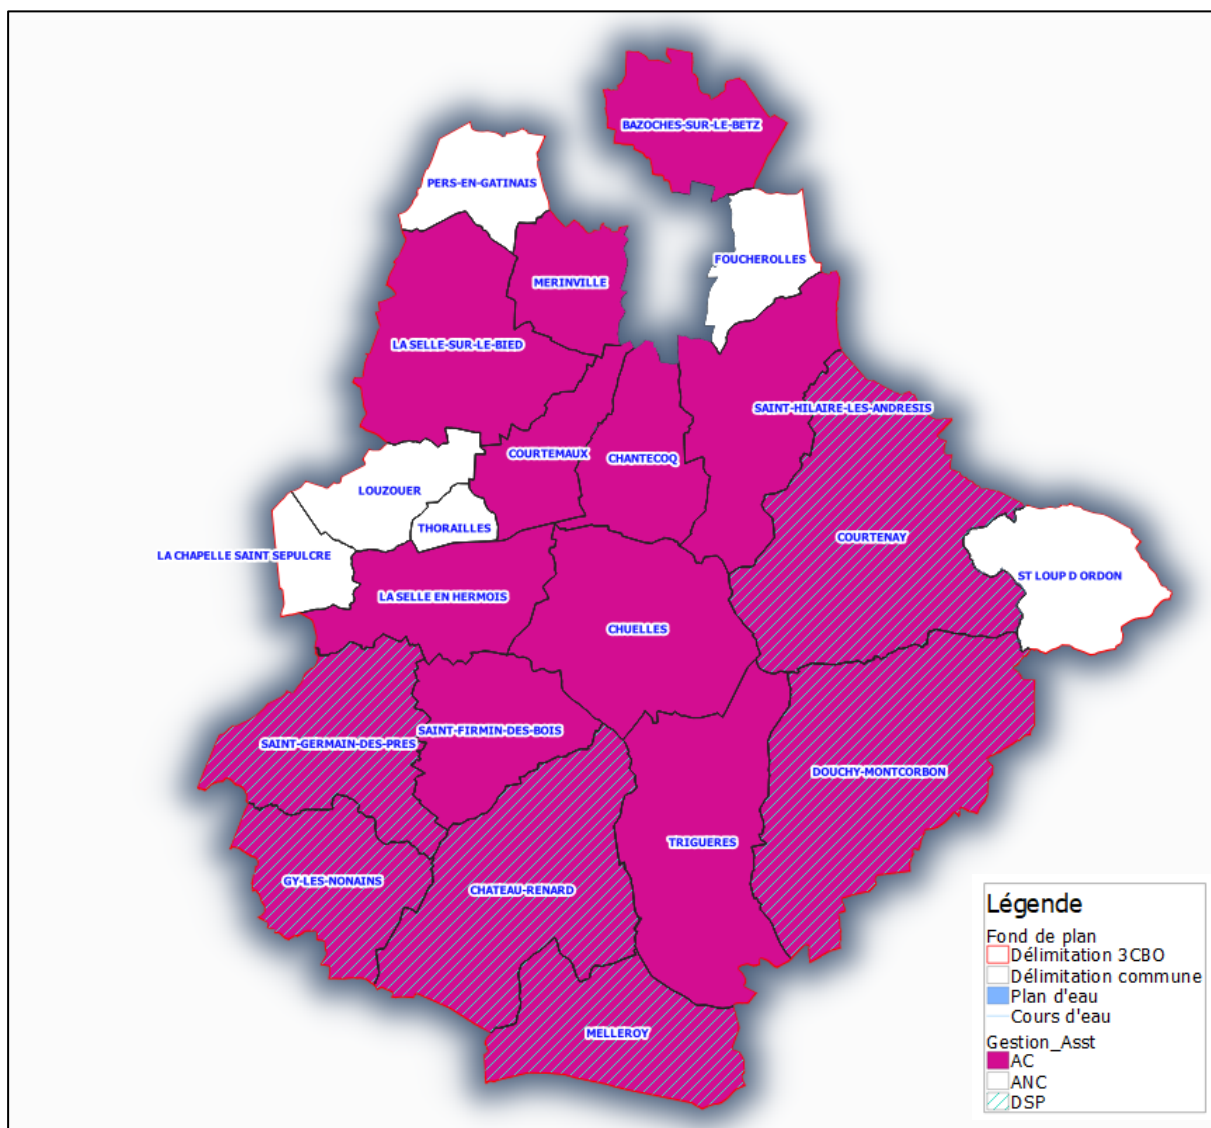 BAZOCHES-SUR-LE-BETZ
PERS-EN-GATINAIS
FOUCHEROLLES
MERINVILLE
LA SELLE-SUR-LE-BIED
SAINT-HILAIRE-LES-ANDRESIS
COURTEMAUX
CHANTECOQ
LOUZOUER
THORAILLES
COURTENAY
LA CHAPELLE SAINT SEPULCRE
ST LOUP D ORDON
LA SELLE EN HERMOIS
CHUELLES
SAINT-FIRMIN-DES-BOIS
SAINT-GERMAIN-DES-PRES
DOUCHY-MONTCORBON
TRIGUERES
GY-LES-NONAINS
CHATEAU-RENARD
MELLEROY
Légende
Fond de plan
Délimitation 3CBO
Délimitation commune
Plan d'eau
Cours d'eau
Gestion_Asst
AC
ANC
DSP